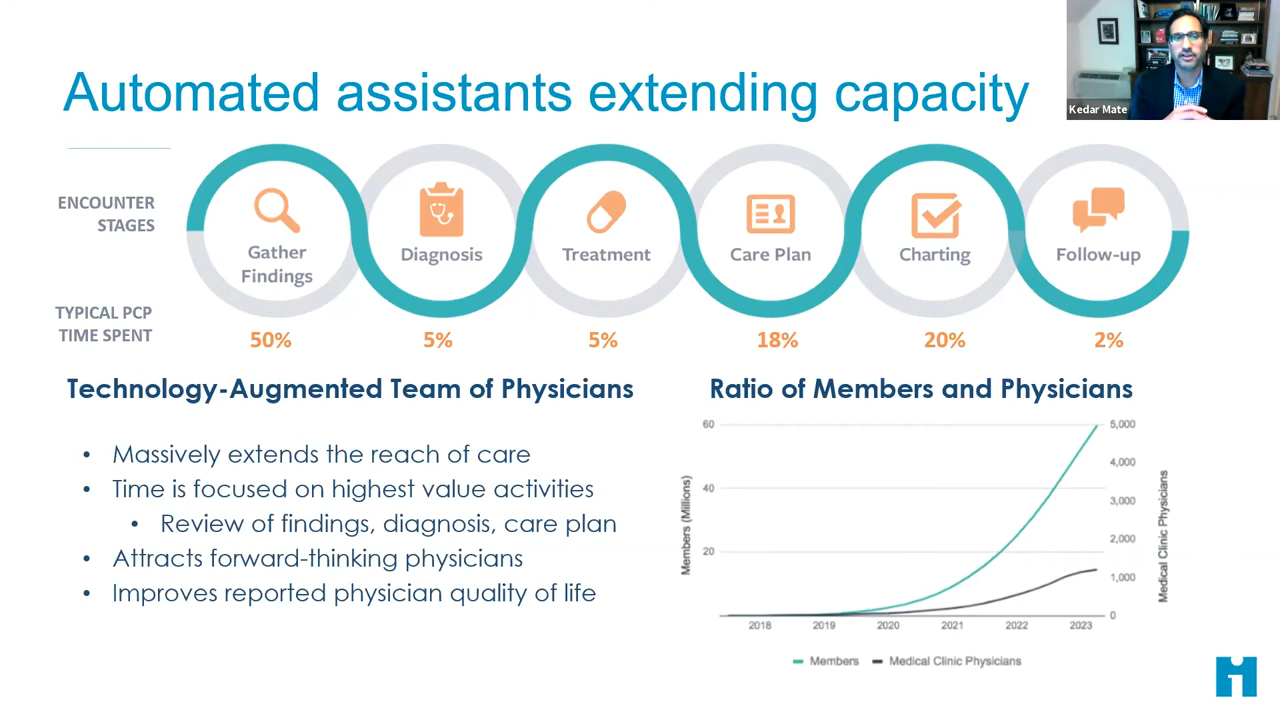 Automated assistants extending capacity
Kedar Mate
ENCOUNTER
STAGES
Gather
Findings
Diagnosis
Treatment
Care Plan
Charting
Follow-up
TYPICAL PCP
TIME SPENT
50%
5%
5%
18%
20%
2%
Technology-Augmented Team of Physicians
• Massively extends the reach of care
• Time is focused on highest value activities
• Review of findings, diagnosis, care plan
• Attracts forward-thinking physicians
• Improves reported physician quality of life
Ratio of Members and Physicians
60
40
20
Members (Millions)
5,000
4,000
3,000
2,000
1,000
0
Medical Clinic Physicians
2018
2019
2020
2021
2022
2023
Members
Medical Clinic Physicians